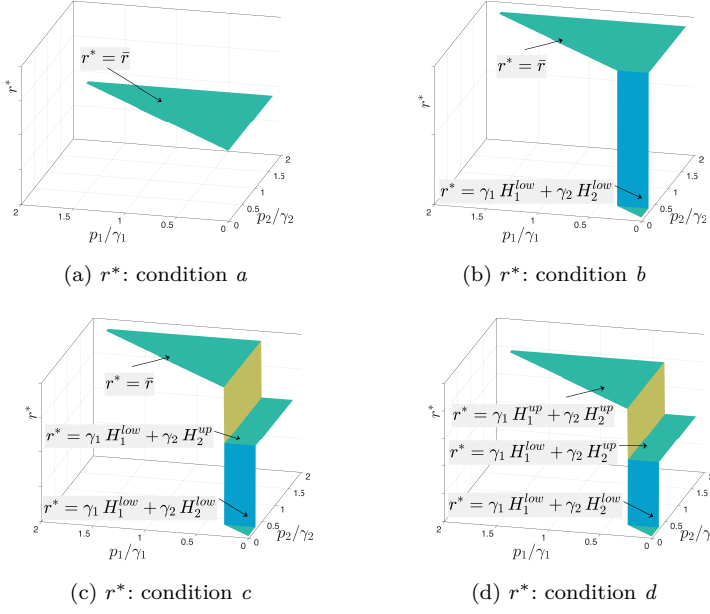 r* = r̄
r*
2
1.5
1
0.5
0
p₁/γ₁
0
0.5
1
1.5
2
p₂/γ₂
(a) r*: condition a
r* = r̄
r* = γ₁ H₁^low + γ₂ H₂^low
r*
2
1.5
1
0.5
0
p₁/γ₁
0
0.5
1
1.5
2
p₂/γ₂
(b) r*: condition b
r* = r̄
r* = γ₁ H₁^low + γ₂ H₂^up
r* = γ₁ H₁^low + γ₂ H₂^low
r*
2
1.5
1
0.5
0
p₁/γ₁
0
0.5
1
1.5
2
p₂/γ₂
(c) r*: condition c
r* = γ₁ H₁^up + γ₂ H₂^up
r* = γ₁ H₁^low + γ₂ H₂^up
r* = γ₁ H₁^low + γ₂ H₂^low
r*
2
1.5
1
0.5
0
p₁/γ₁
0
0.5
1
1.5
2
p₂/γ₂
(d) r*: condition d